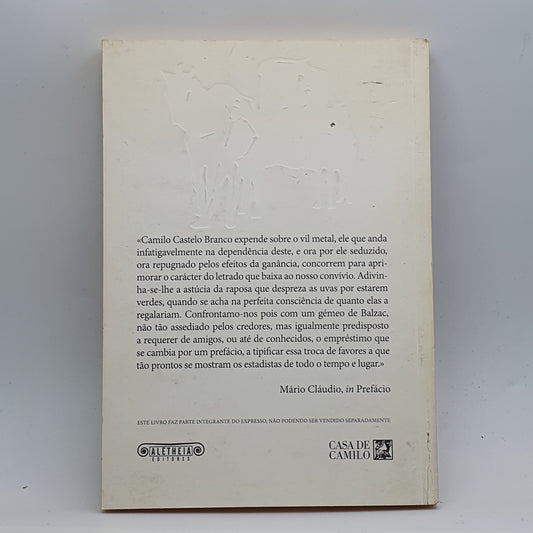 «Camilo Castelo Branco expende sobre o vil metal, ele que anda
infatigavelmente na dependência deste, e ora por ele seduzido,
ora repugnado pelos efeitos da ganância, concorrem para apri-
morar o carácter do letrado que baixa ao nosso convívio. Adivin-
ha-se-lhe a astúcia da raposa que despreza as uvas por estarem
verdes, quando se acha na perfeita consciência de quanto elas a
regalariam. Confrontamo-nos pois com um gémeo de Balzac,
não tão assediado pelos credores, mas igualmente predisposto
a requerer de amigos, ou até de conhecidos, o empréstimo que
se cambia por um prefácio, a tipificar essa troca de favores a que
tão prontos se mostram os estadistas de todo o tempo e lugar.»
Mário Cláudio, in Prefácio
ESTE LIVRO FAZ PARTE INTEGRANTE DO EXPRESSO, NÃO PODENDO SER VENDIDO SEPARADAMENTE
ALÊTHEIA
EDITORES
CASA DE
CAMILO